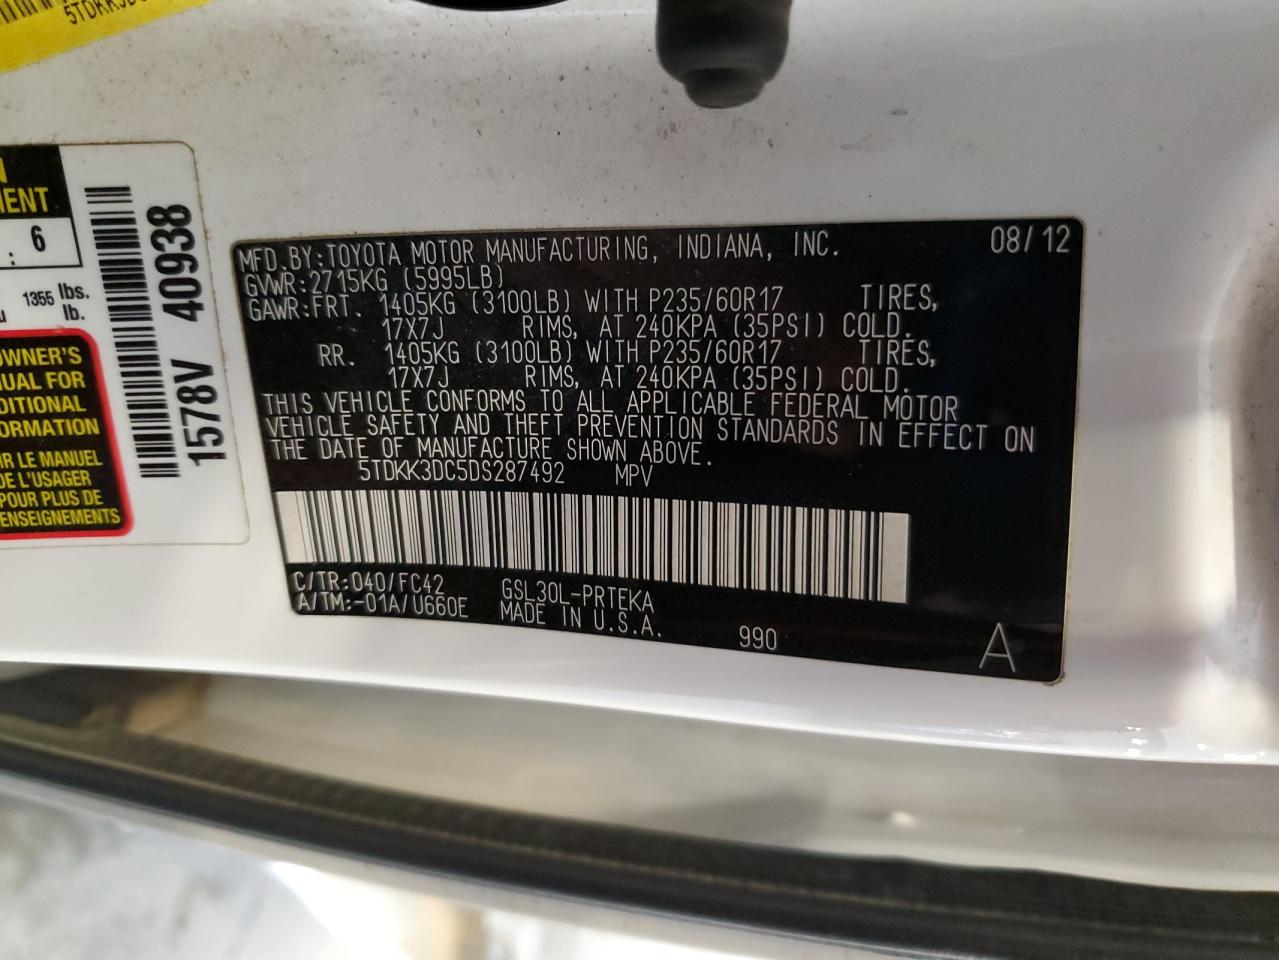 5TDKK3DC
N
MENT
: 6
1355 lbs.
lb.
OWNER'S
UAL FOR
DITIONAL
ORMATION
IR LE MANUEL
DE L'USAGER
POUR PLUS DE
ENSEIGNEMENTS
1578V 40938
MFD.BY:TOYOTA MOTOR MANUFACTURING, INDIANA, INC. 08/12
GVWR:2715KG (5995LB)
GAWR:FRT. 1405KG (3100LB) WITH P235/60R17 TIRES,
17X7J RIMS, AT 240KPA (35PSI) COLD.
RR. 1405KG (3100LB) WITH P235/60R17 TIRES,
17X7J RIMS, AT 240KPA (35PSI) COLD.
THIS VEHICLE CONFORMS TO ALL APPLICABLE FEDERAL MOTOR
VEHICLE SAFETY AND THEFT PREVENTION STANDARDS IN EFFECT ON
THE DATE OF MANUFACTURE SHOWN ABOVE.
5TDKK3DC5DS287492 MPV
C/TR:040/FC42 GSL30L-PRTEKA
A/TM:-01A/U660E MADE IN U.S.A. 990 A